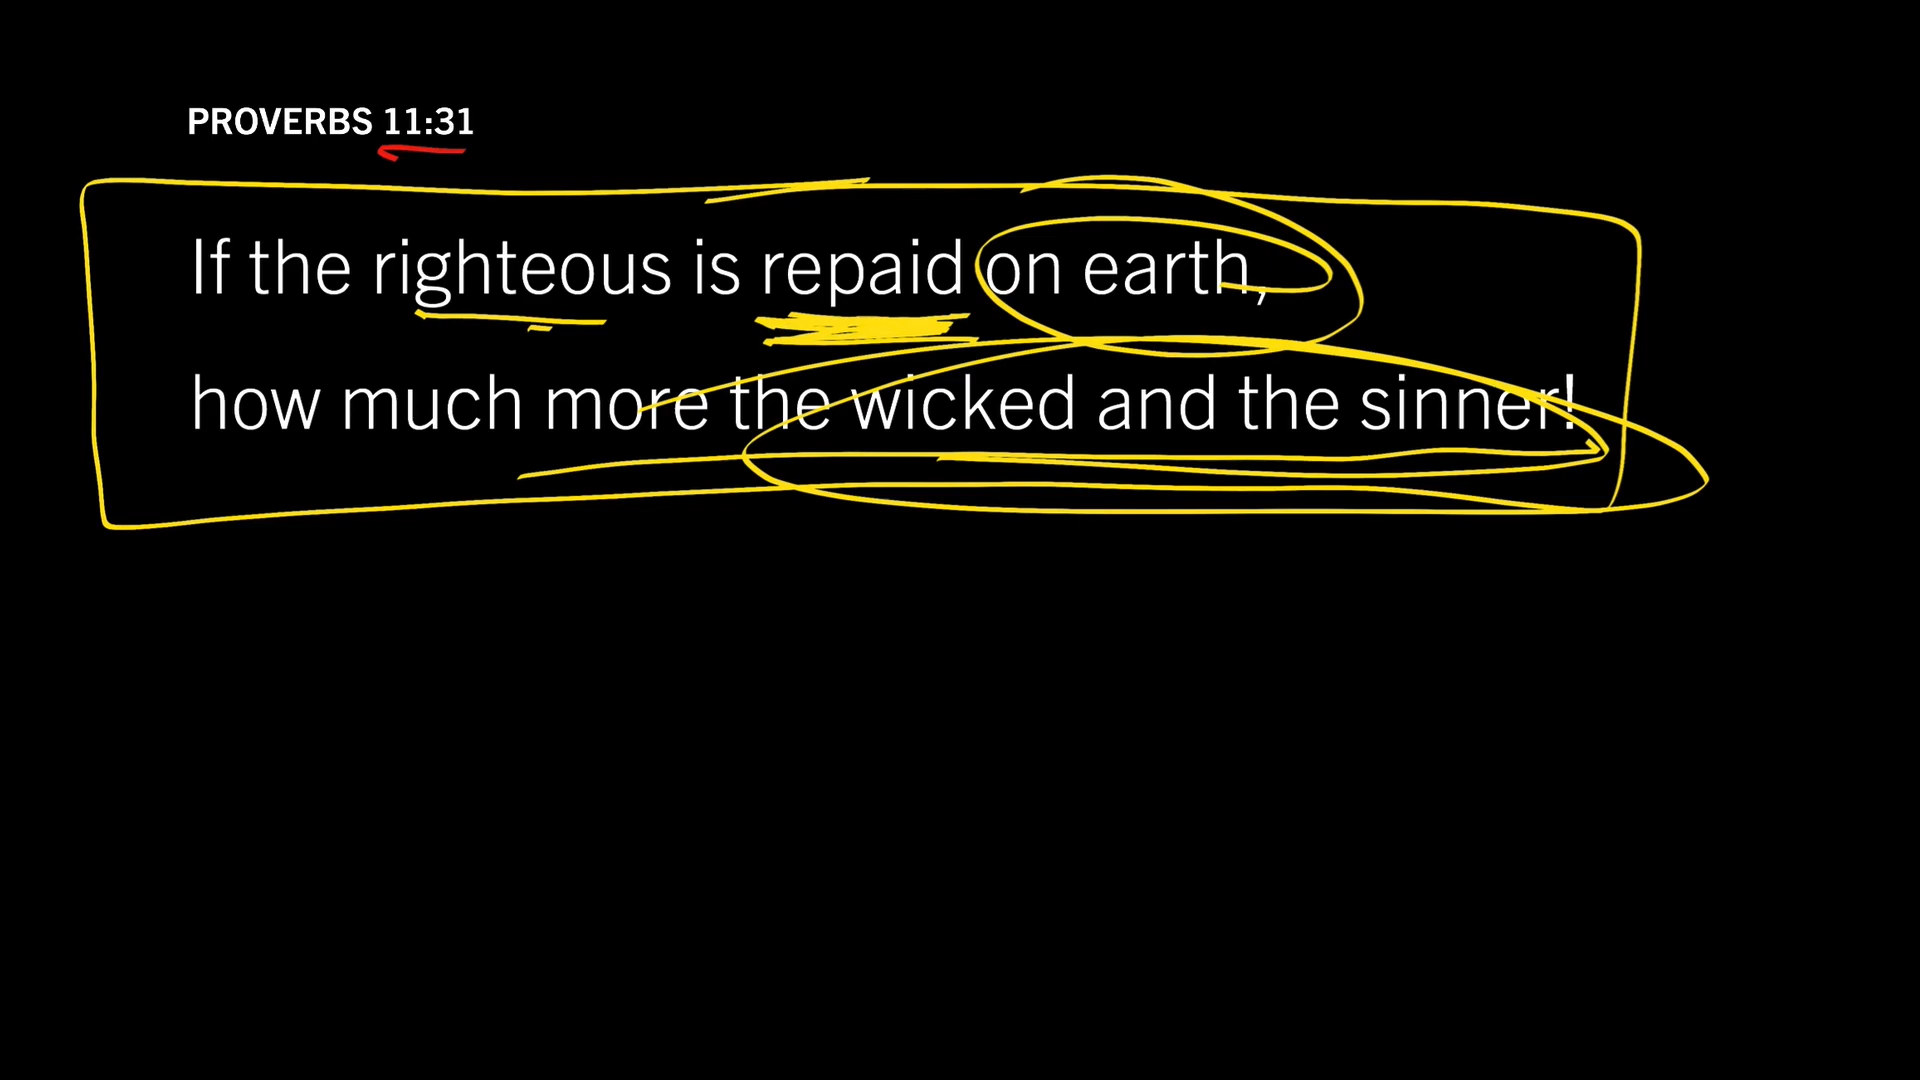 PROVERBS 11:31
If the righteous is repaid on earth,
how much more the wicked and the sinner!